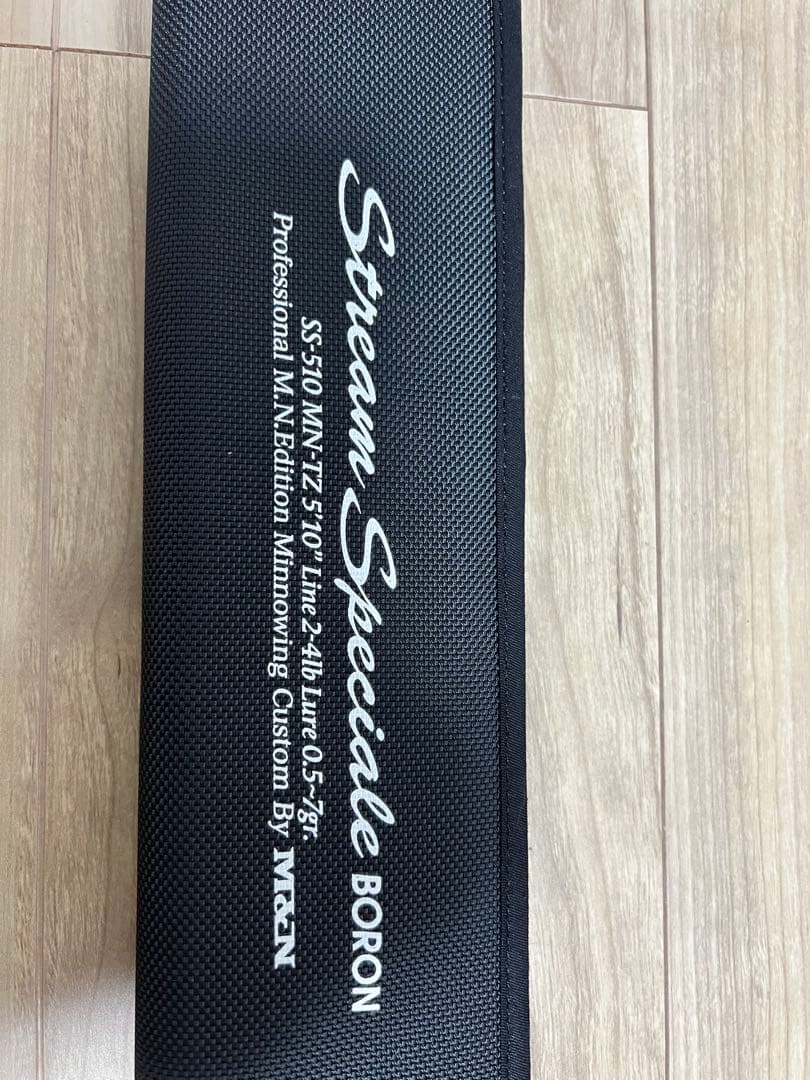 Stream Speciale BORON
SS-510 MN-TZ 5'10" Line 2-4lb Lure 0.5~7gr.
Professional M.N.Edition Minnowing Custom By M&N